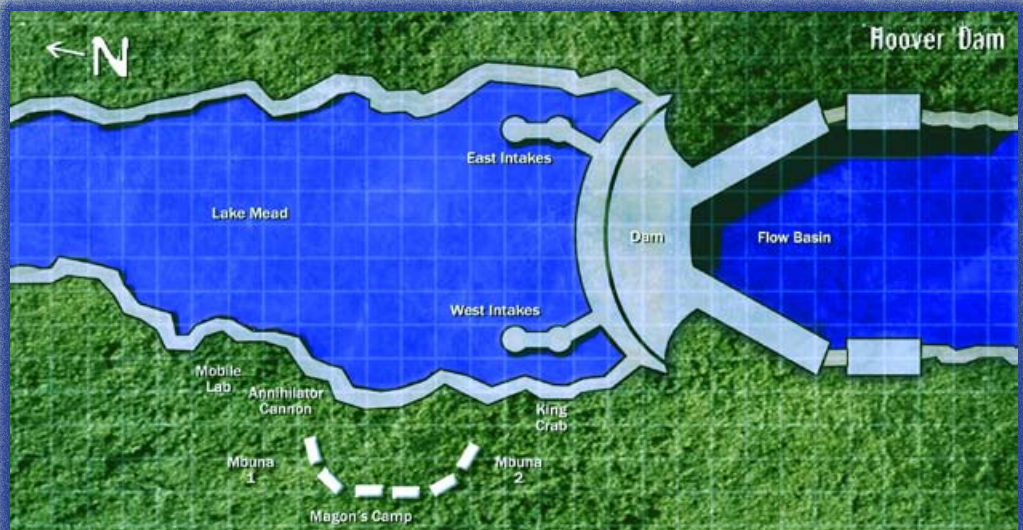 N
Hoover Dam
East Intakes
Lake Mead
Dam
Flow Basin
West Intakes
Mobile
Lab
Annihilator
Cannon
King
Crab
Mbuna
1
Mbuna
2
Magon's Camp